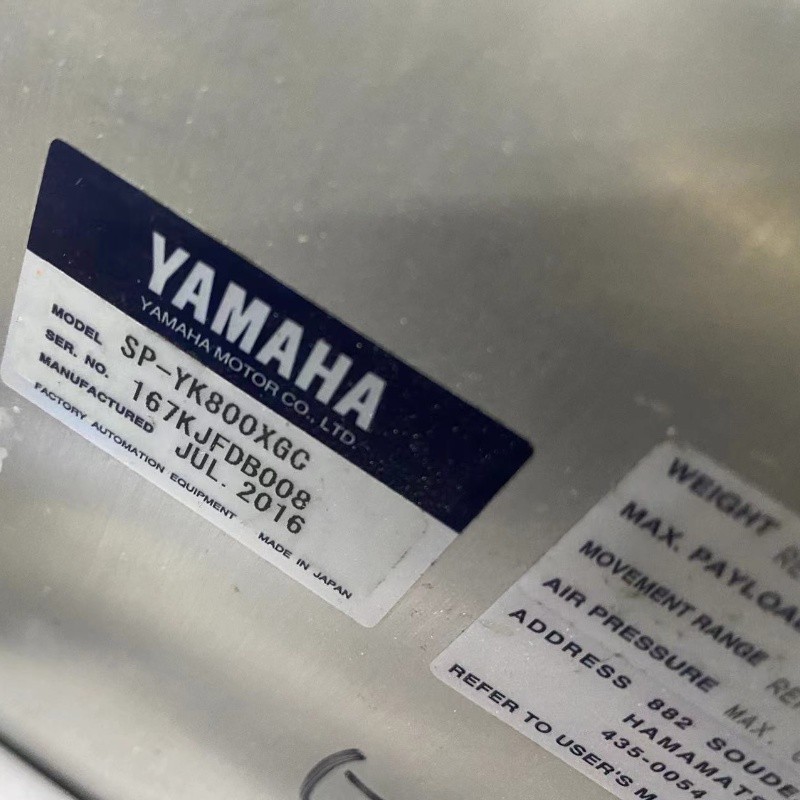 YAMAHA
YAMAHA MOTOR CO., LTD.
MODEL SP-YK800XGC
SER. NO. 167KJFDB008
MANUFACTURED JUL. 2016
FACTORY AUTOMATION EQUIPMENT MADE IN JAPAN
WEIGHT
MAX. PAYLOAD
MOVEMENT RANGE
AIR PRESSURE MAX.
ADDRESS 882 SOUDE
HAMAMATS
435-0054
REFER TO USER'S M